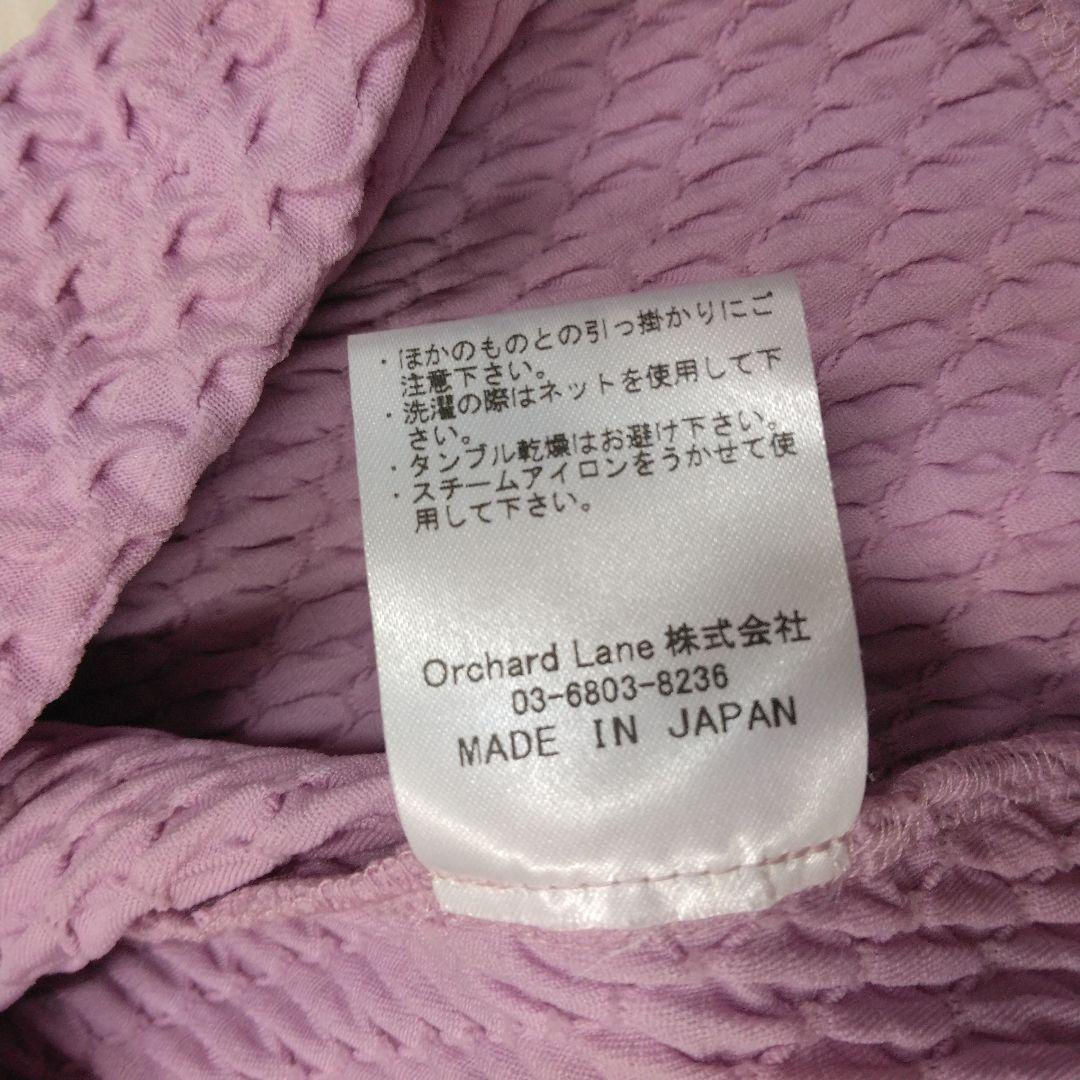 ・ほかのものとの引っ掛かりにご
注意下さい。
・洗濯の際はネットを使用して下
さい。
・タンブル乾燥はお避け下さい。
・スチームアイロンをうかせて使
用して下さい。
Orchard Lane 株式会社
03-6803-8236
MADE IN JAPAN